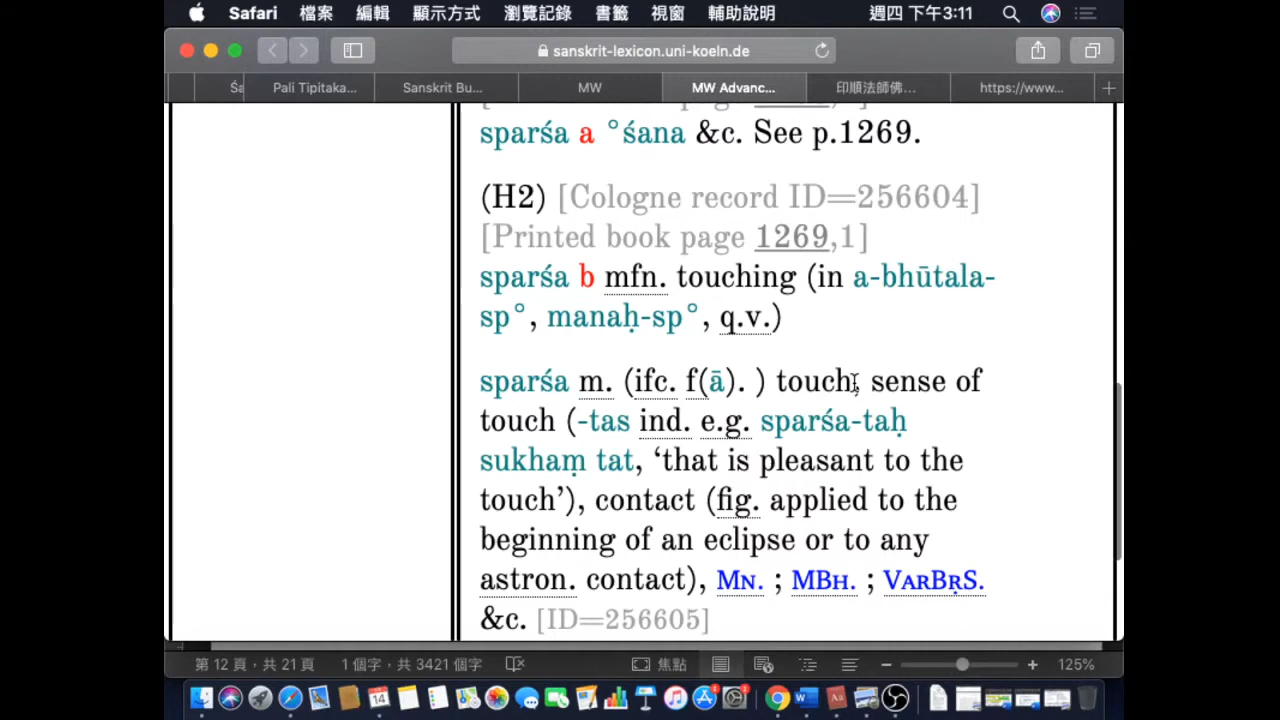 Safari 檔案 編輯 顯示方式 瀏覽記錄 書籤 視窗 輔助說明 週四 下午3:11
sanskrit-lexicon.uni-koeln.de
Śa Pali Tipitaka... Sanskrit Bu... MW MW Advanc... 印順法師佛... https://www...
sparśa a °śana &c. See p.1269.
(H2) [Cologne record ID=256604]
[Printed book page 1269,1]
sparśa b mfn. touching (in a-bhūtala-
sp°, manaḥ-sp°, q.v.)
sparśa m. (ifc. f(ā). ) touch, sense of
touch (-tas ind. e.g. sparśa-taḥ
sukhaṃ tat, ‘that is pleasant to the
touch’), contact (fig. applied to the
beginning of an eclipse or to any
astron. contact), Mn. ; MBh. ; VarBṛS.
&c. [ID=256605]
第 12 頁，共 21 頁 1 個字，共 3421 個字 焦點 125%